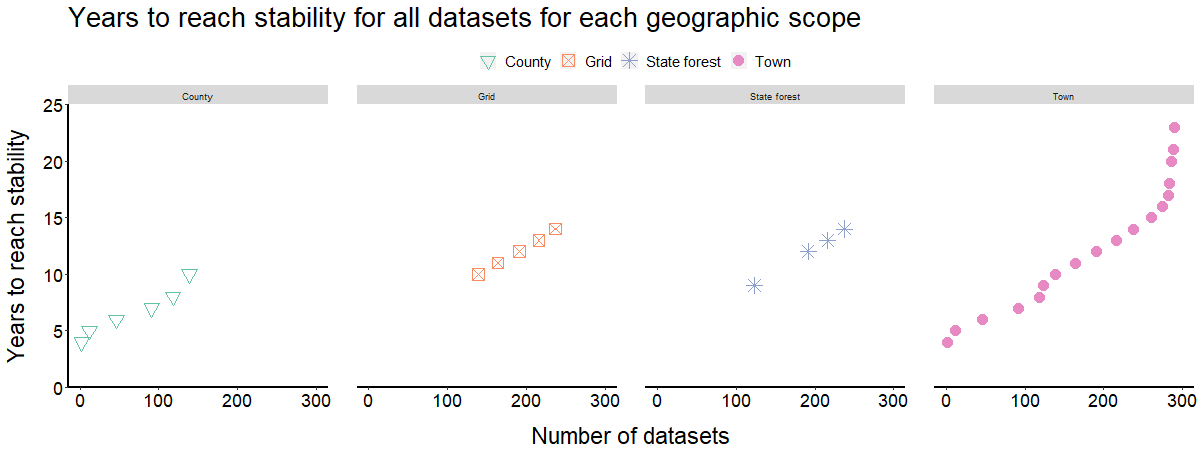 Years to reach stability for all datasets for each geographic scope
County Grid State forest Town
County Grid State forest Town
Years to reach stability
25
20
15
10
5
0
0 100 200 300 0 100 200 300 0 100 200 300 0 100 200 300
Number of datasets